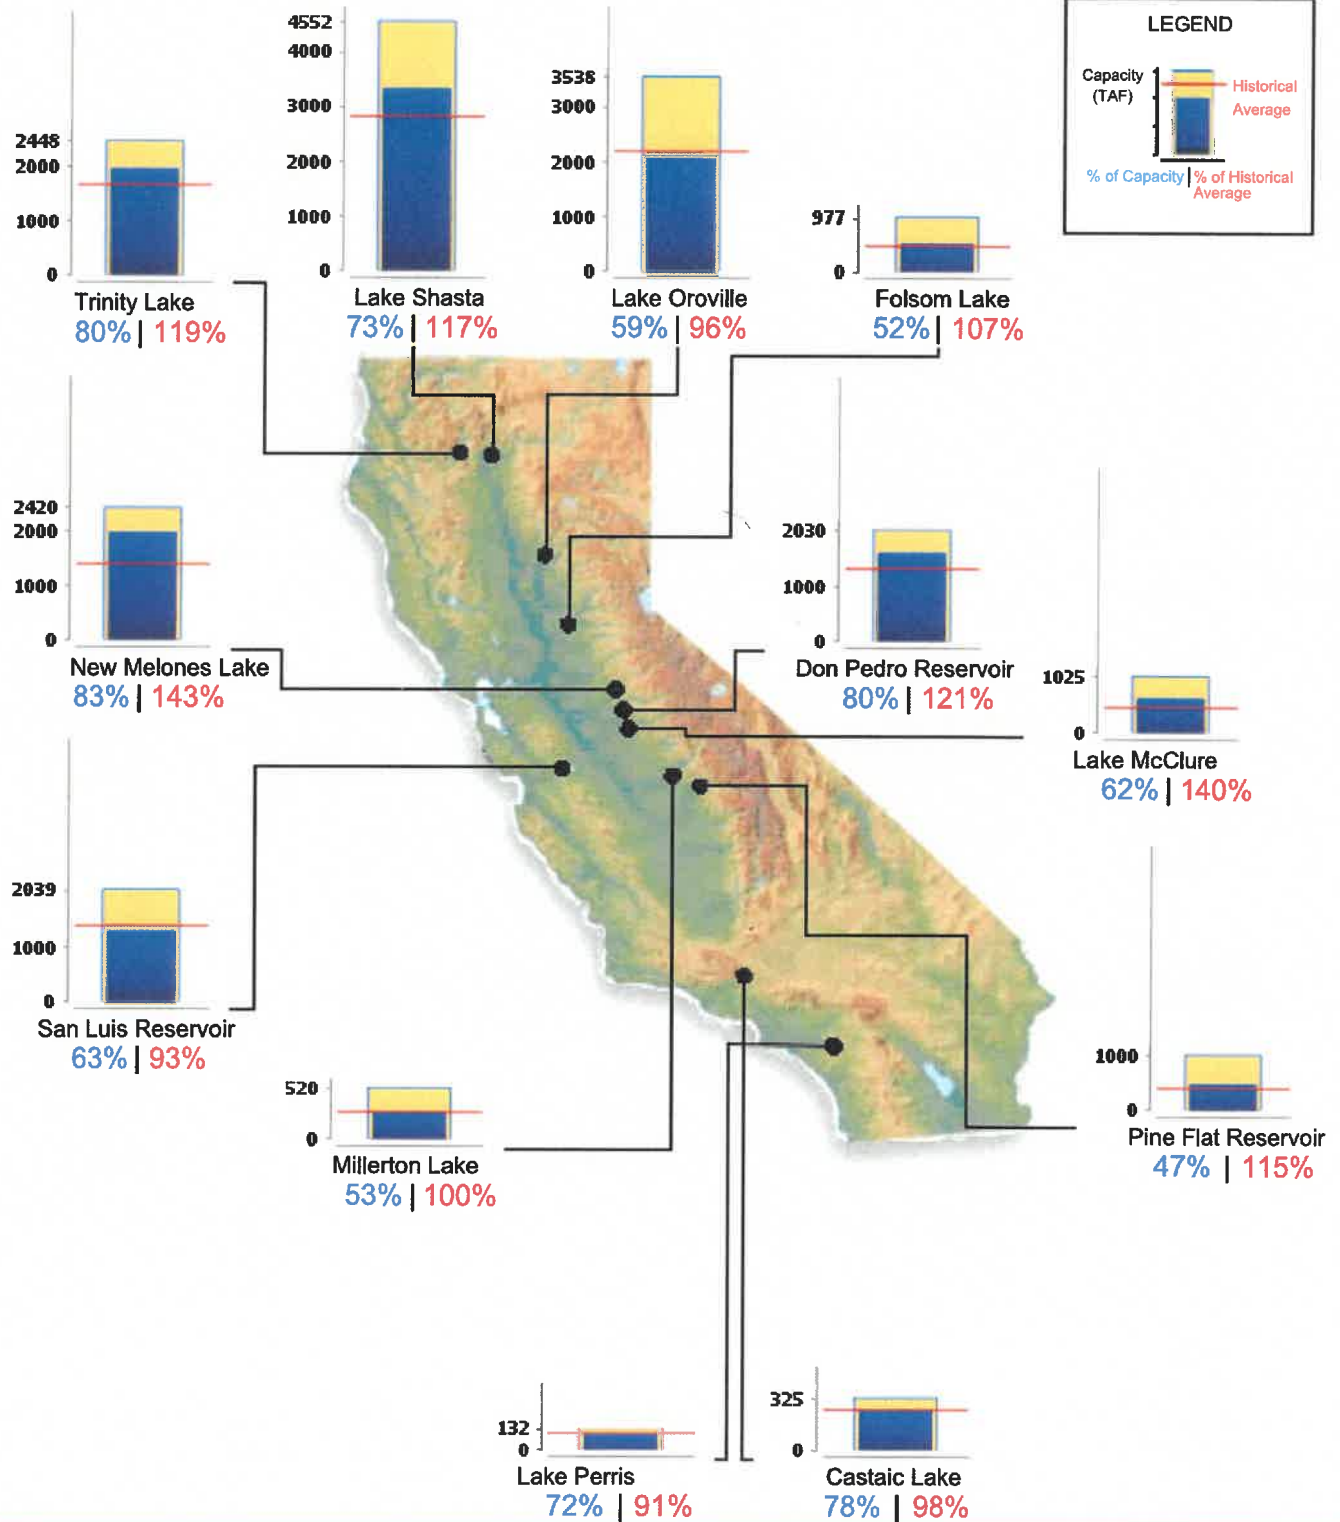 LEGEND
Capacity
(TAF)
Historical
Average
% of Capacity | % of Historical
Average
2448
2000
1000
0
Trinity Lake
80% | 119%
4552
4000
3000
2000
1000
0
Lake Shasta
73% | 117%
3538
3000
2000
1000
0
Lake Oroville
59% | 96%
977
0
Folsom Lake
52% | 107%
2420
2000
1000
0
New Melones Lake
83% | 143%
2030
1000
0
Don Pedro Reservoir
80% | 121%
1025
0
Lake McClure
62% | 140%
2039
1000
0
San Luis Reservoir
63% | 93%
520
0
Millerton Lake
53% | 100%
1000
0
Pine Flat Reservoir
47% | 115%
132
0
Lake Perris
72% | 91%
325
0
Castaic Lake
78% | 98%